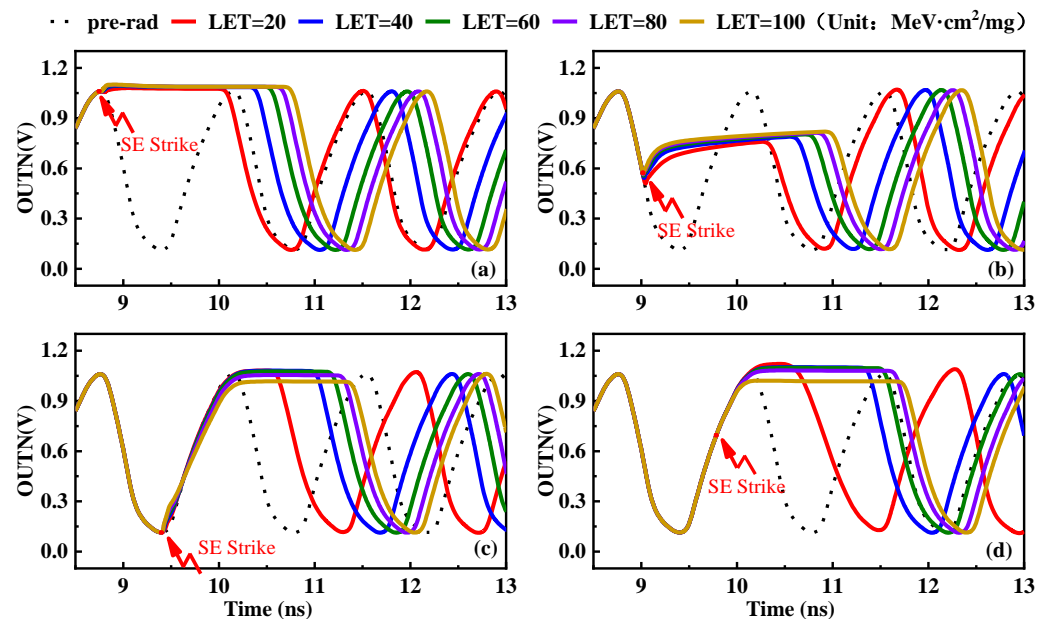 pre-rad LET=20 LET=40 LET=60 LET=80 LET=100（Unit：MeV·cm²/mg）
OUTN(V)
1.2
0.9
0.6
0.3
0.0
SE Strike
(a)
9 10 11 12 13
OUTN(V)
1.2
0.9
0.6
0.3
0.0
SE Strike
(b)
9 10 11 12 13
OUTN(V)
1.2
0.9
0.6
0.3
0.0
SE Strike
(c)
9 10 11 12 13
Time (ns)
OUTN(V)
1.2
0.9
0.6
0.3
0.0
SE Strike
(d)
9 10 11 12 13
Time (ns)